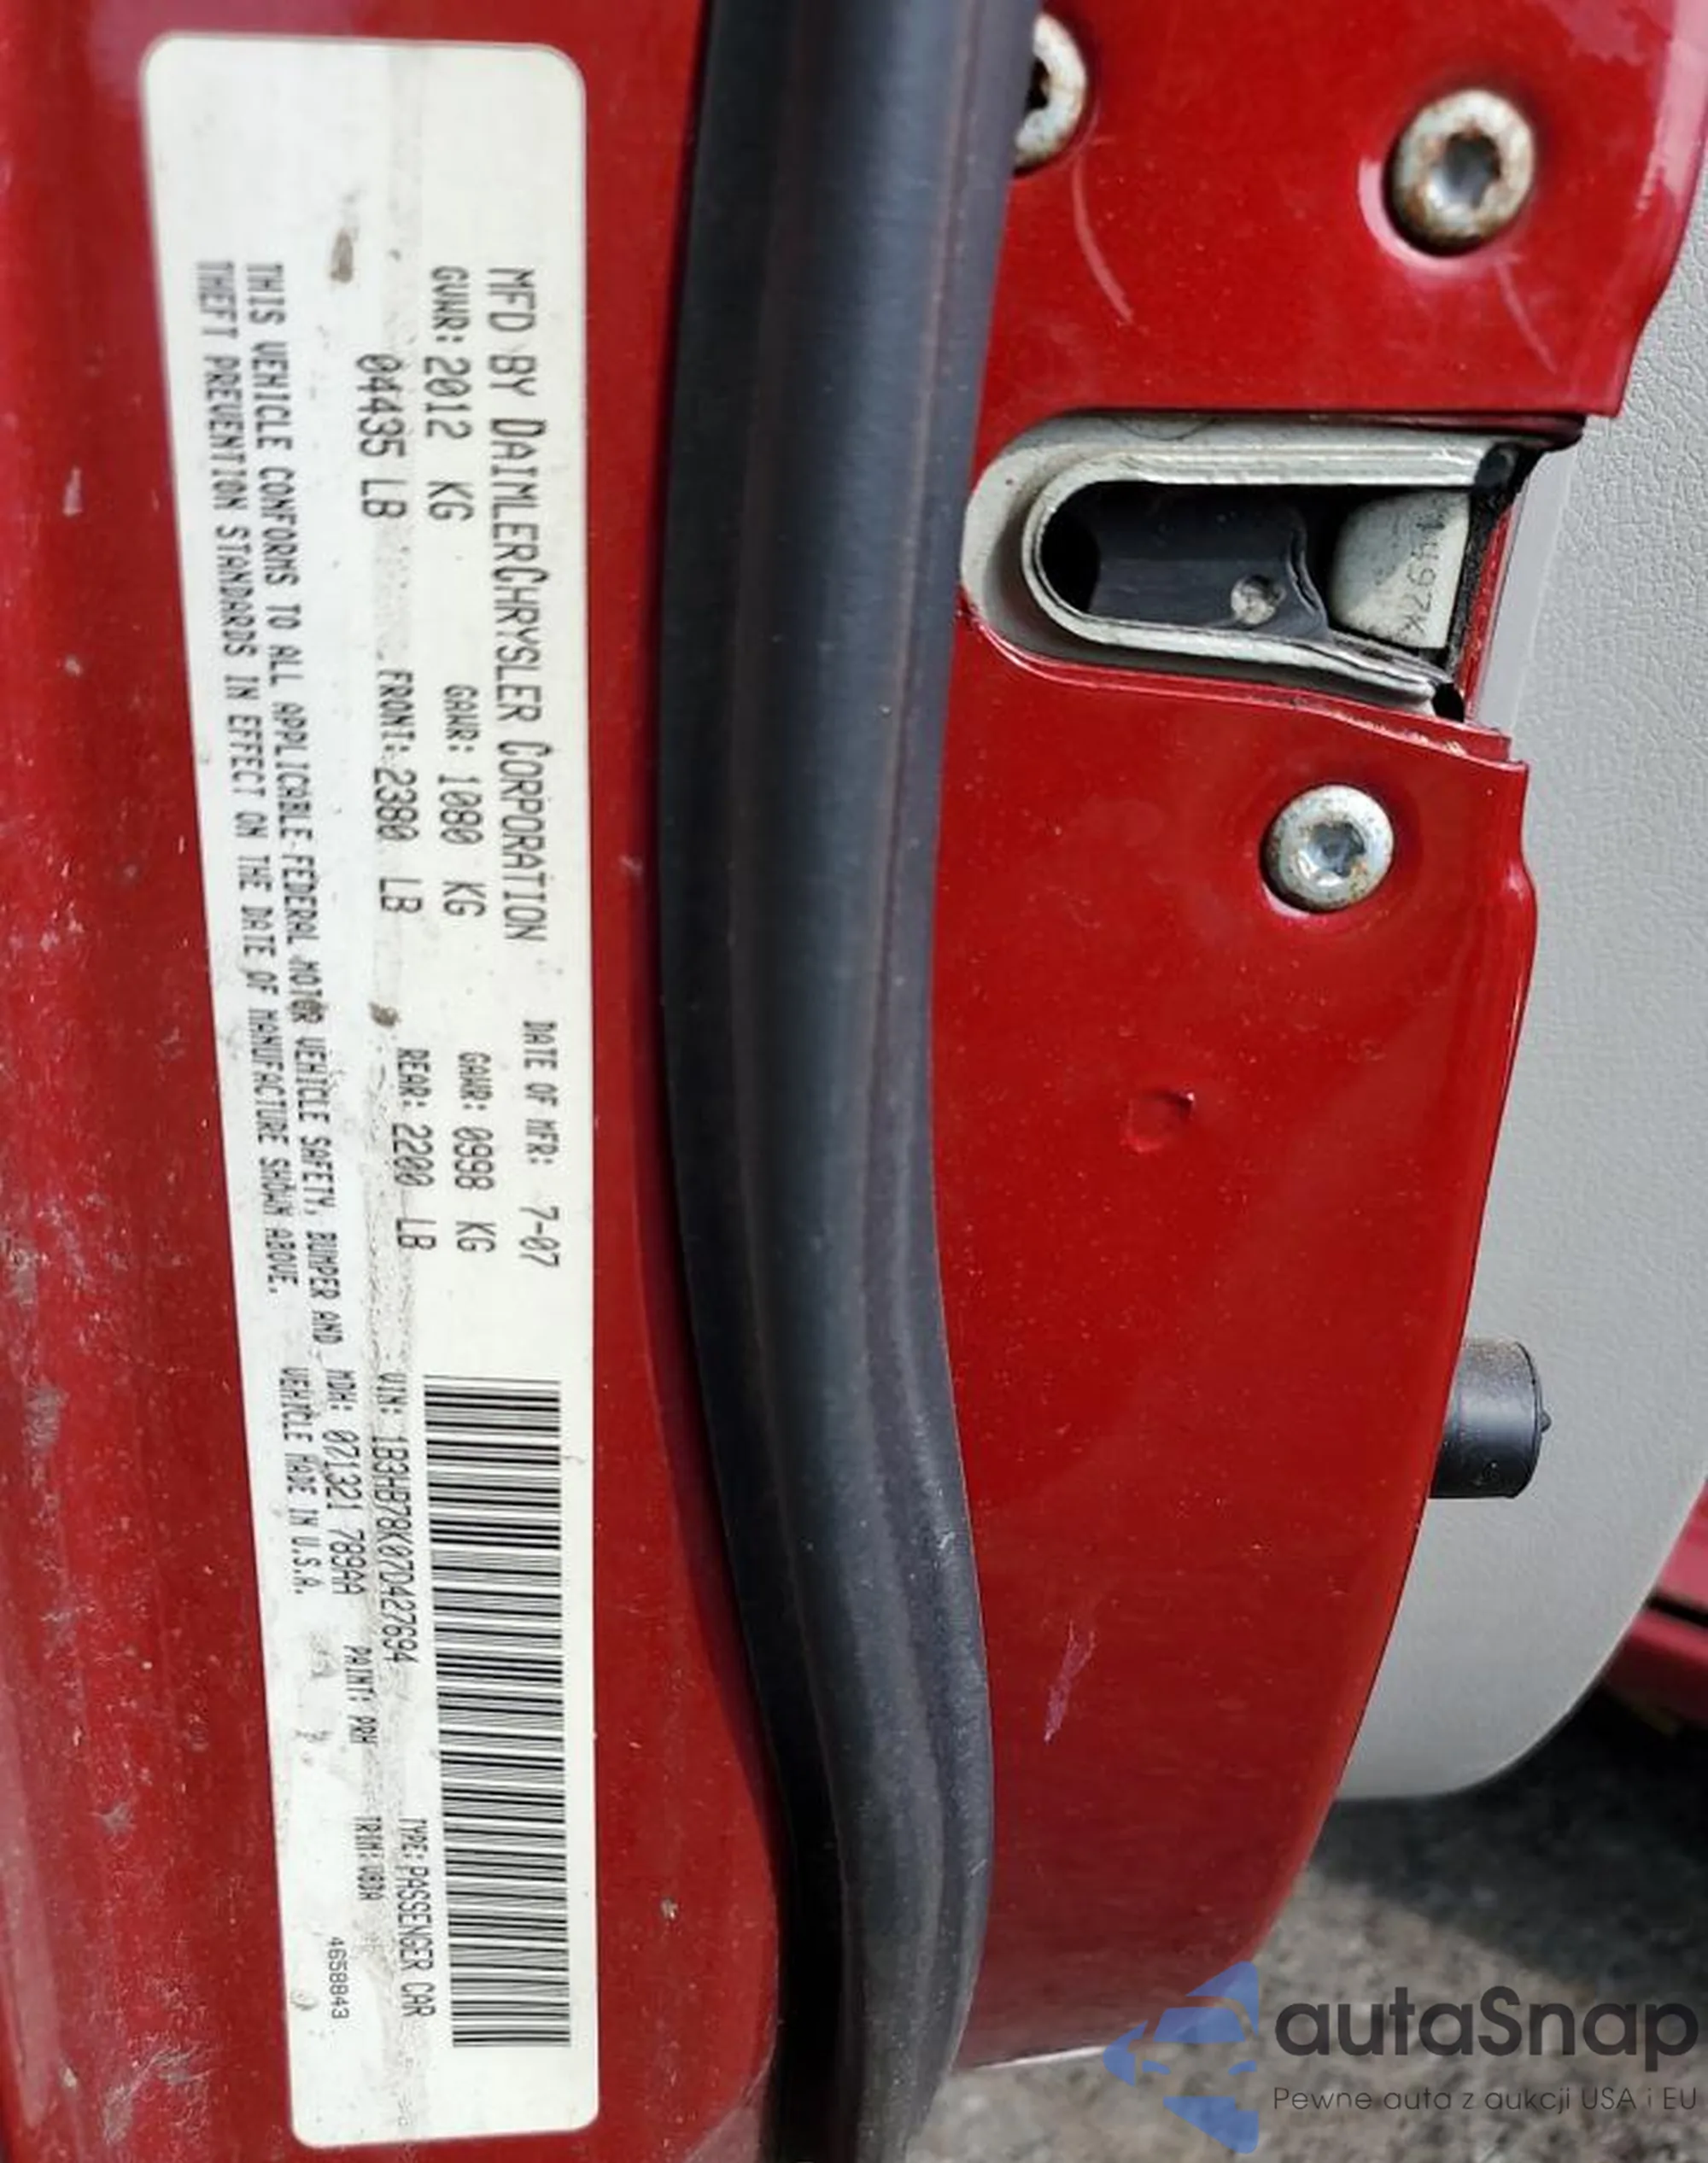 MFD BY DAIMLERCHRYSLER CORPORATION DATE OF MFR: 7-07
GVWR: 2012 KG GAWR: 1080 KG GAWR: 0998 KG
04435 LB FRONT: 2380 LB REAR: 2200 LB
THIS VEHICLE CONFORMS TO ALL APPLICABLE FEDERAL MOTOR VEHICLE SAFETY, BUMPER AND
THEFT PREVENTION STANDARDS IN EFFECT ON THE DATE OF MANUFACTURE SHOWN ABOVE.
VIN: 1B3HB78K07D427694 TYPE: PASSENGER CAR
MDH: 071321 789AA PAINT: PRH TRIM:
VEHICLE MADE IN U.S.A. 4658843
autaSnap
Pewne auta z aukcji USA i EU